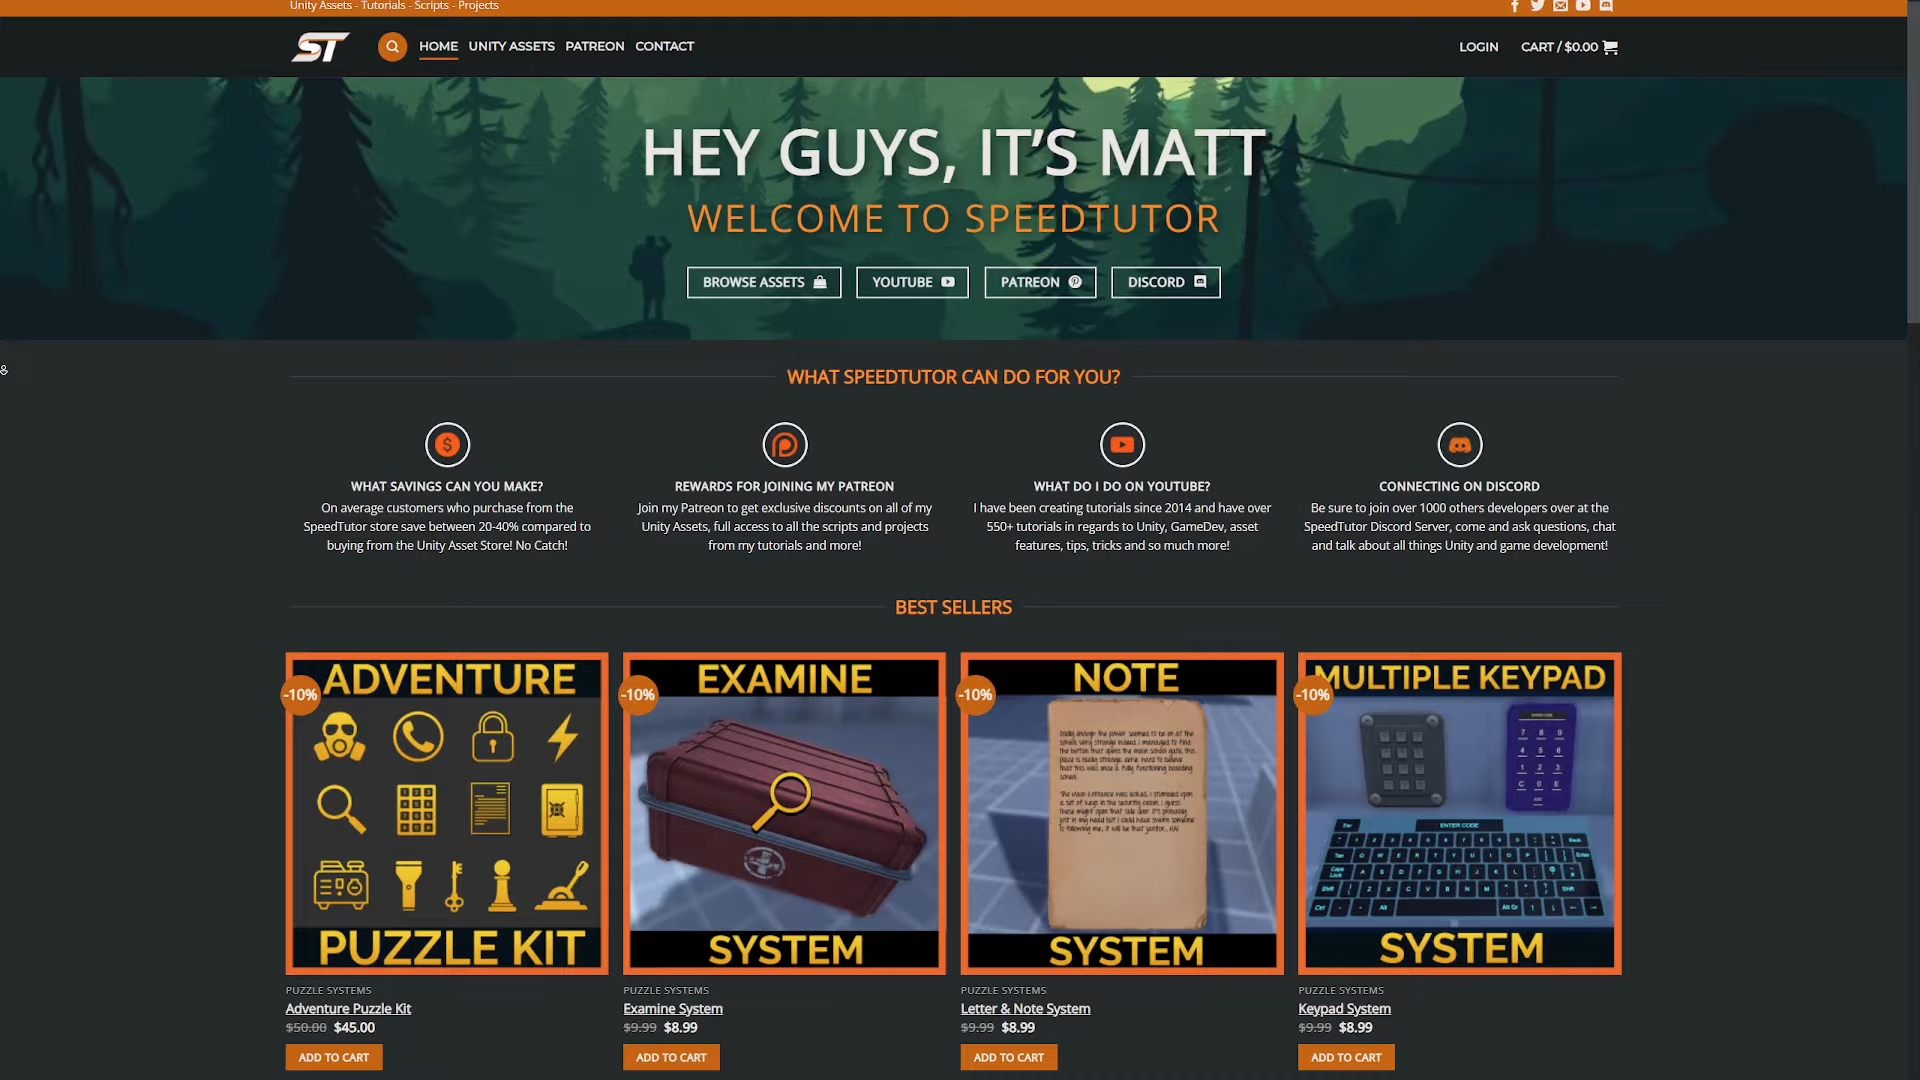 Unity Assets - Tutorials - Scripts - Projects
ST
HOME UNITY ASSETS PATREON CONTACT
LOGIN CART / $0.00
HEY GUYS, IT'S MATT
WELCOME TO SPEEDTUTOR
BROWSE ASSETS YOUTUBE PATREON DISCORD
WHAT SPEEDTUTOR CAN DO FOR YOU?
WHAT SAVINGS CAN YOU MAKE?
On average customers who purchase from the
SpeedTutor store save between 20-40% compared to
buying from the Unity Asset Store! No Catch!
REWARDS FOR JOINING MY PATREON
Join my Patreon to get exclusive discounts on all of my
Unity Assets, full access to all the scripts and projects
from my tutorials and more!
WHAT DO I DO ON YOUTUBE?
I have been creating tutorials since 2014 and have over
550+ tutorials in regards to Unity, GameDev, asset
features, tips, tricks and so much more!
CONNECTING ON DISCORD
Be sure to join over 1000 others developers over at the
SpeedTutor Discord Server, come and ask questions, chat
and talk about all things Unity and game development!
BEST SELLERS
-10%
ADVENTURE
PUZZLE KIT
PUZZLE SYSTEMS
Adventure Puzzle Kit
$50.00 $45.00
ADD TO CART
-10%
EXAMINE
SYSTEM
PUZZLE SYSTEMS
Examine System
$9.99 $8.99
ADD TO CART
-10%
NOTE
SYSTEM
PUZZLE SYSTEMS
Letter & Note System
$9.99 $8.99
ADD TO CART
-10%
MULTIPLE KEYPAD
7 8 9
4 5 6
1 2 3
C 0 E
ENTER CODE
SYSTEM
PUZZLE SYSTEMS
Keypad System
$9.99 $8.99
ADD TO CART